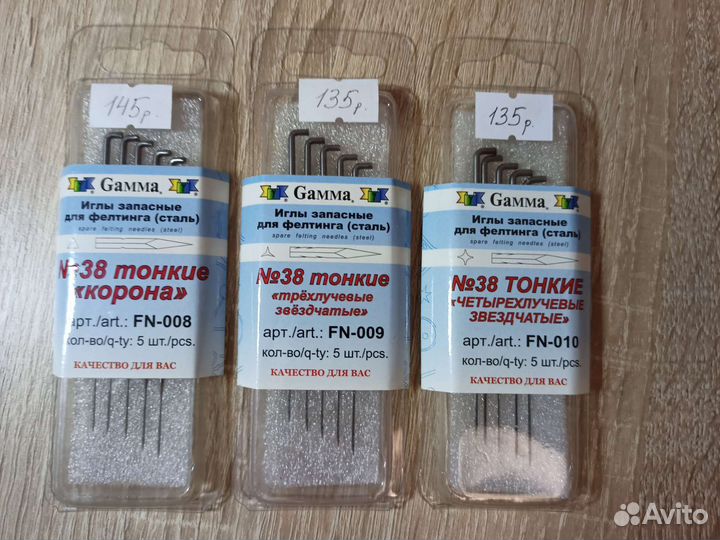 145р.
Gamma
Иглы запасные
для фелтинга (сталь)
spare felting needles (steel)
№38 тонкие
«корона»
арт./art.: FN-008
кол-во/q-ty: 5 шт./pcs.
КАЧЕСТВО ДЛЯ ВАС
135р.
Gamma
Иглы запасные
для фелтинга (сталь)
spare felting needles (steel)
№38 тонкие
«трёхлучевые
звёздчатые»
арт./art.: FN-009
кол-во/q-ty: 5 шт./pcs.
КАЧЕСТВО ДЛЯ ВАС
135р.
Gamma
Иглы запасные
для фелтинга (сталь)
spare felting needles (steel)
№38 ТОНКИЕ
«ЧЕТЫРЕХЛУЧЕВЫЕ
ЗВЕЗДЧАТЫЕ»
арт./art.: FN-010
кол-во/q-ty: 5 шт./pcs.
КАЧЕСТВО ДЛЯ ВАС
Avito